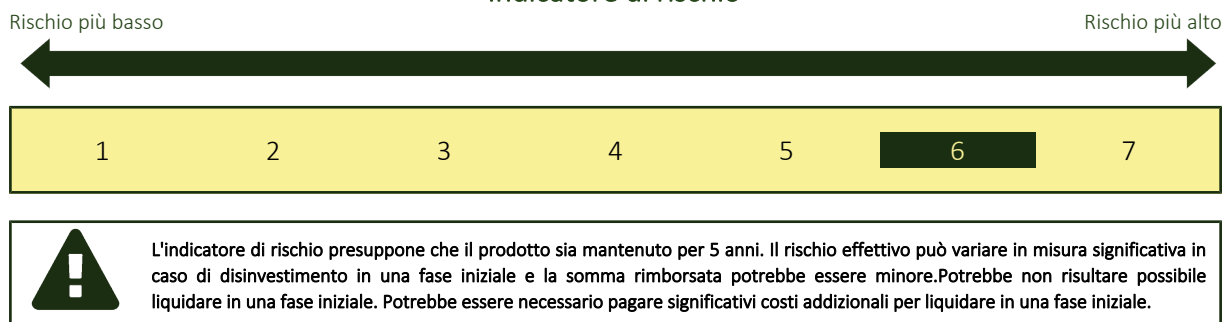 Indicatore di rischio
Rischio più basso
Rischio più alto
1 2 3 4 5 6 7
L'indicatore di rischio presuppone che il prodotto sia mantenuto per 5 anni. Il rischio effettivo può variare in misura significativa in
caso di disinvestimento in una fase iniziale e la somma rimborsata potrebbe essere minore.Potrebbe non risultare possibile
liquidare in una fase iniziale. Potrebbe essere necessario pagare significativi costi addizionali per liquidare in una fase iniziale.